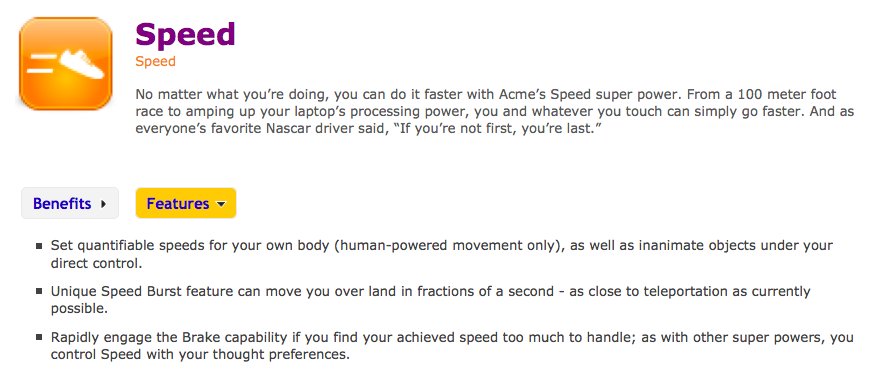 Speed
Speed
No matter what you’re doing, you can do it faster with Acme’s Speed super power. From a 100 meter foot
race to amping up your laptop’s processing power, you and whatever you touch can simply go faster. And as
everyone’s favorite Nascar driver said, “If you’re not first, you’re last.”
Benefits
Features
Set quantifiable speeds for your own body (human-powered movement only), as well as inanimate objects under your
direct control.
Unique Speed Burst feature can move you over land in fractions of a second - as close to teleportation as currently
possible.
Rapidly engage the Brake capability if you find your achieved speed too much to handle; as with other super powers, you
control Speed with your thought preferences.